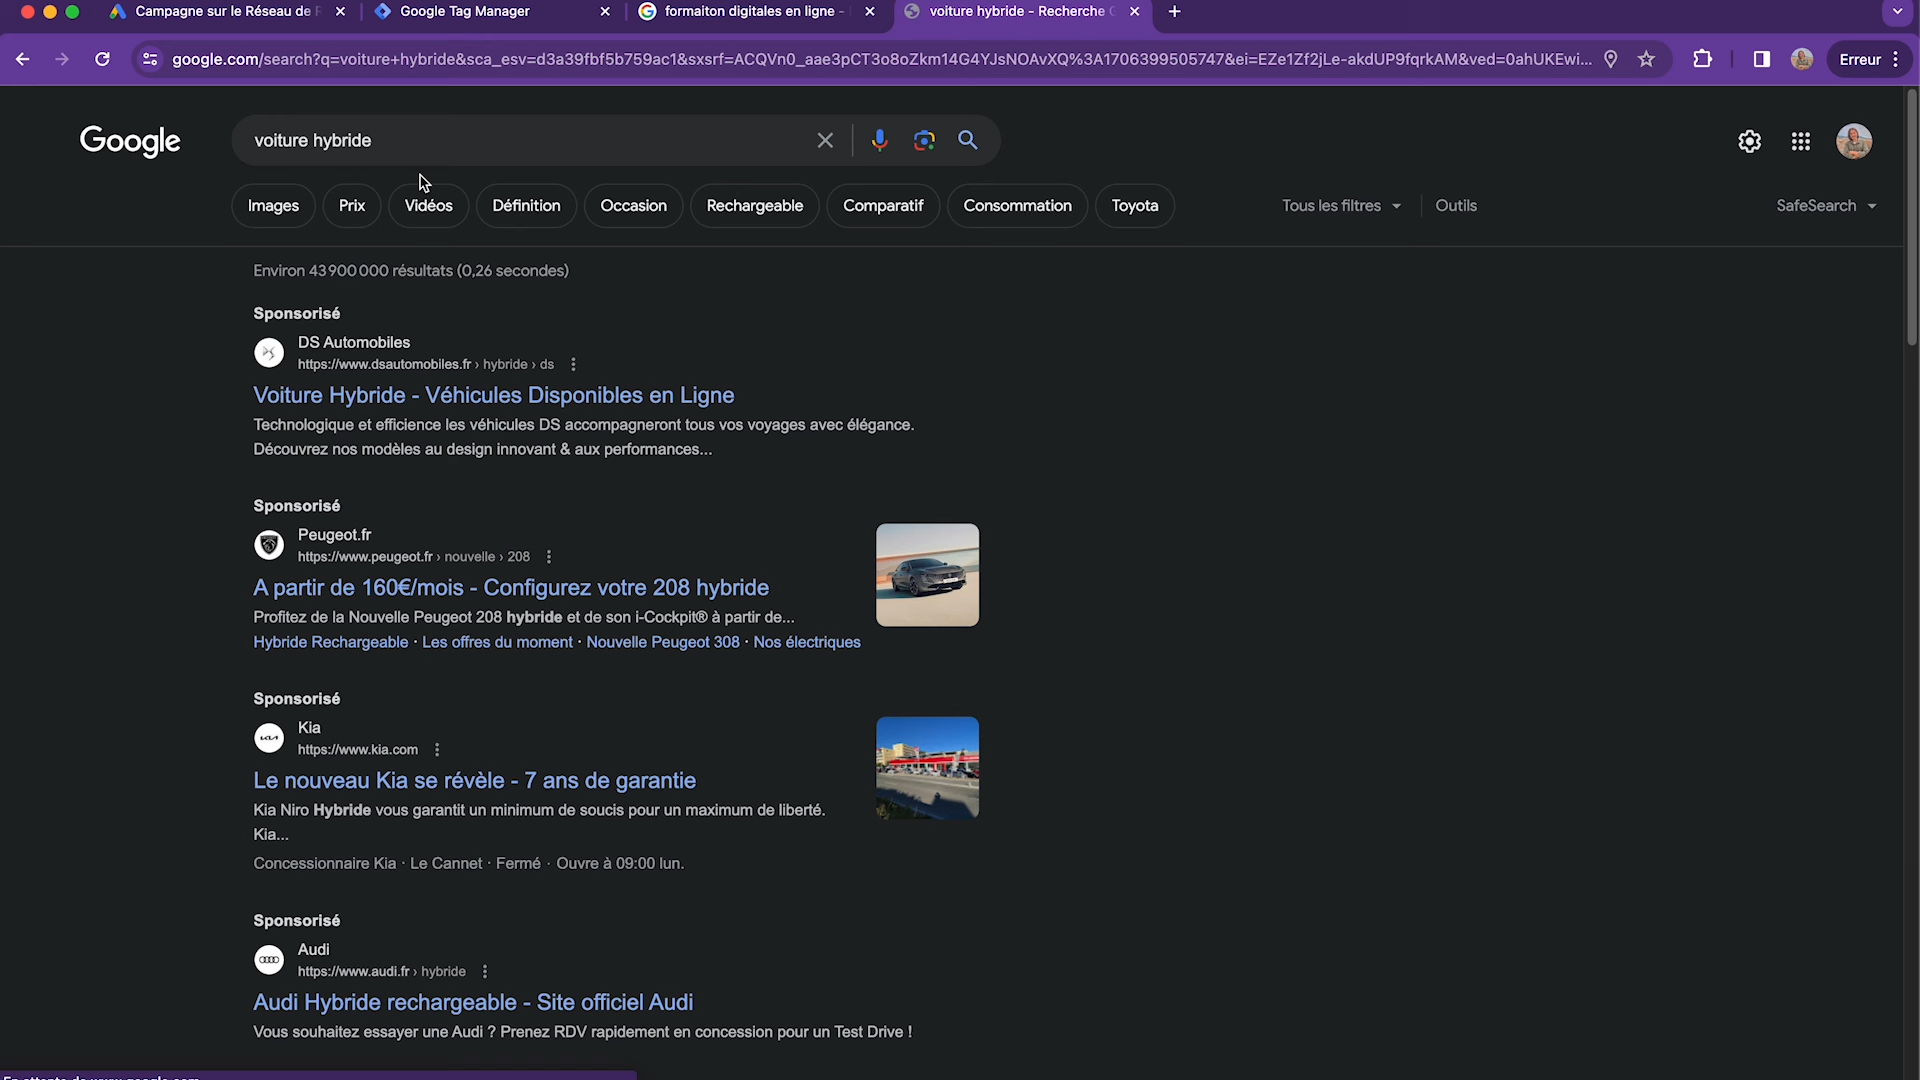 Campagne sur le Réseau de
Google Tag Manager
formaiton digitales en ligne -
voiture hybride - Recherche
google.com/search?q=voiture+hybride&sca_esv=d3a39fbf5b759ac1&sxsrf=ACQVn0_aae3pCT3o8oZkm14G4YJsNOAvXQ%3A1706399505747&ei=EZe1Zf2jLe-akdUP9fqrkAM&ved=0ahUKEwi...
Erreur
Google
voiture hybride
Images
Prix
Vidéos
Définition
Occasion
Rechargeable
Comparatif
Consommation
Toyota
Tous les filtres
Outils
SafeSearch
Environ 43 900 000 résultats (0,26 secondes)
Sponsorisé
DS Automobiles
https://www.dsautomobiles.fr › hybride › ds
Voiture Hybride - Véhicules Disponibles en Ligne
Technologique et efficience les véhicules DS accompagneront tous vos voyages avec élégance.
Découvrez nos modèles au design innovant & aux performances...
Sponsorisé
Peugeot.fr
https://www.peugeot.fr › nouvelle › 208
A partir de 160€/mois - Configurez votre 208 hybride
Profitez de la Nouvelle Peugeot 208 hybride et de son i-Cockpit® à partir de...
Hybride Rechargeable · Les offres du moment · Nouvelle Peugeot 308 · Nos électriques
Sponsorisé
Kia
https://www.kia.com
Le nouveau Kia se révèle - 7 ans de garantie
Kia Niro Hybride vous garantit un minimum de soucis pour un maximum de liberté.
Kia...
Concessionnaire Kia · Le Cannet · Fermé · Ouvre à 09:00 lun.
Sponsorisé
Audi
https://www.audi.fr › hybride
Audi Hybride rechargeable - Site officiel Audi
Vous souhaitez essayer une Audi ? Prenez RDV rapidement en concession pour un Test Drive !